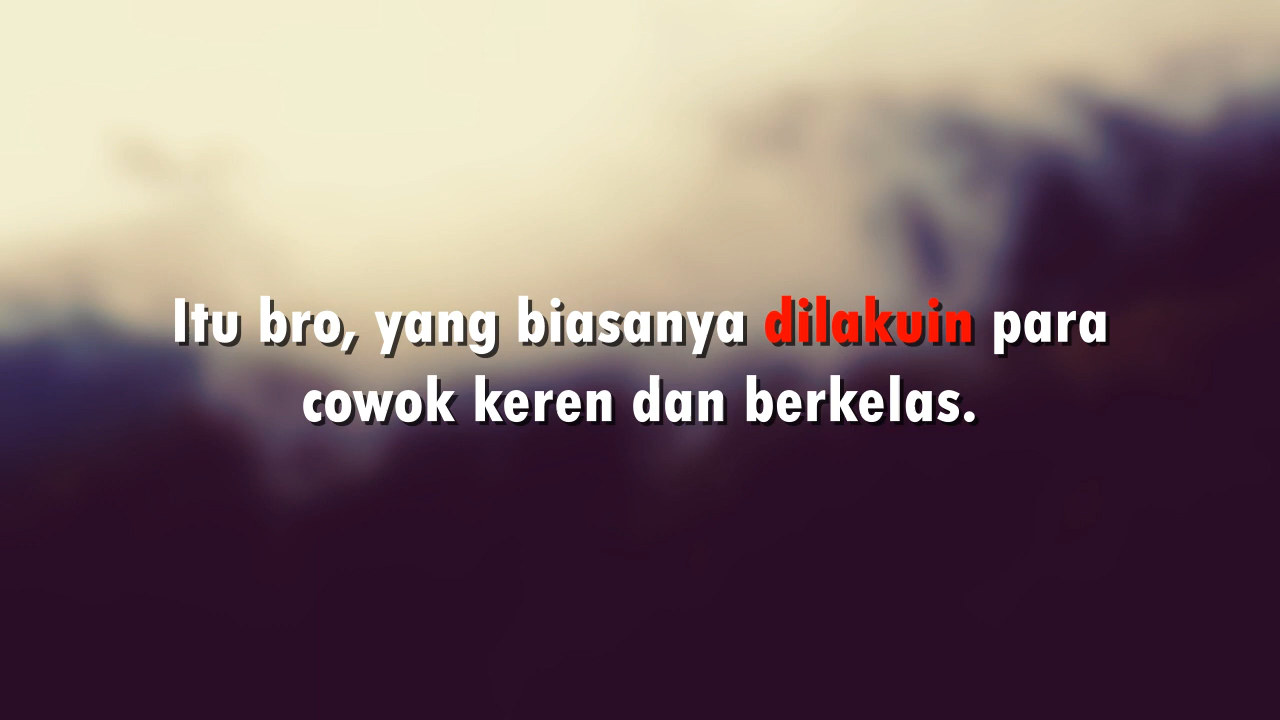 Itu bro, yang biasanya dilakuin para
cowok keren dan berkelas.